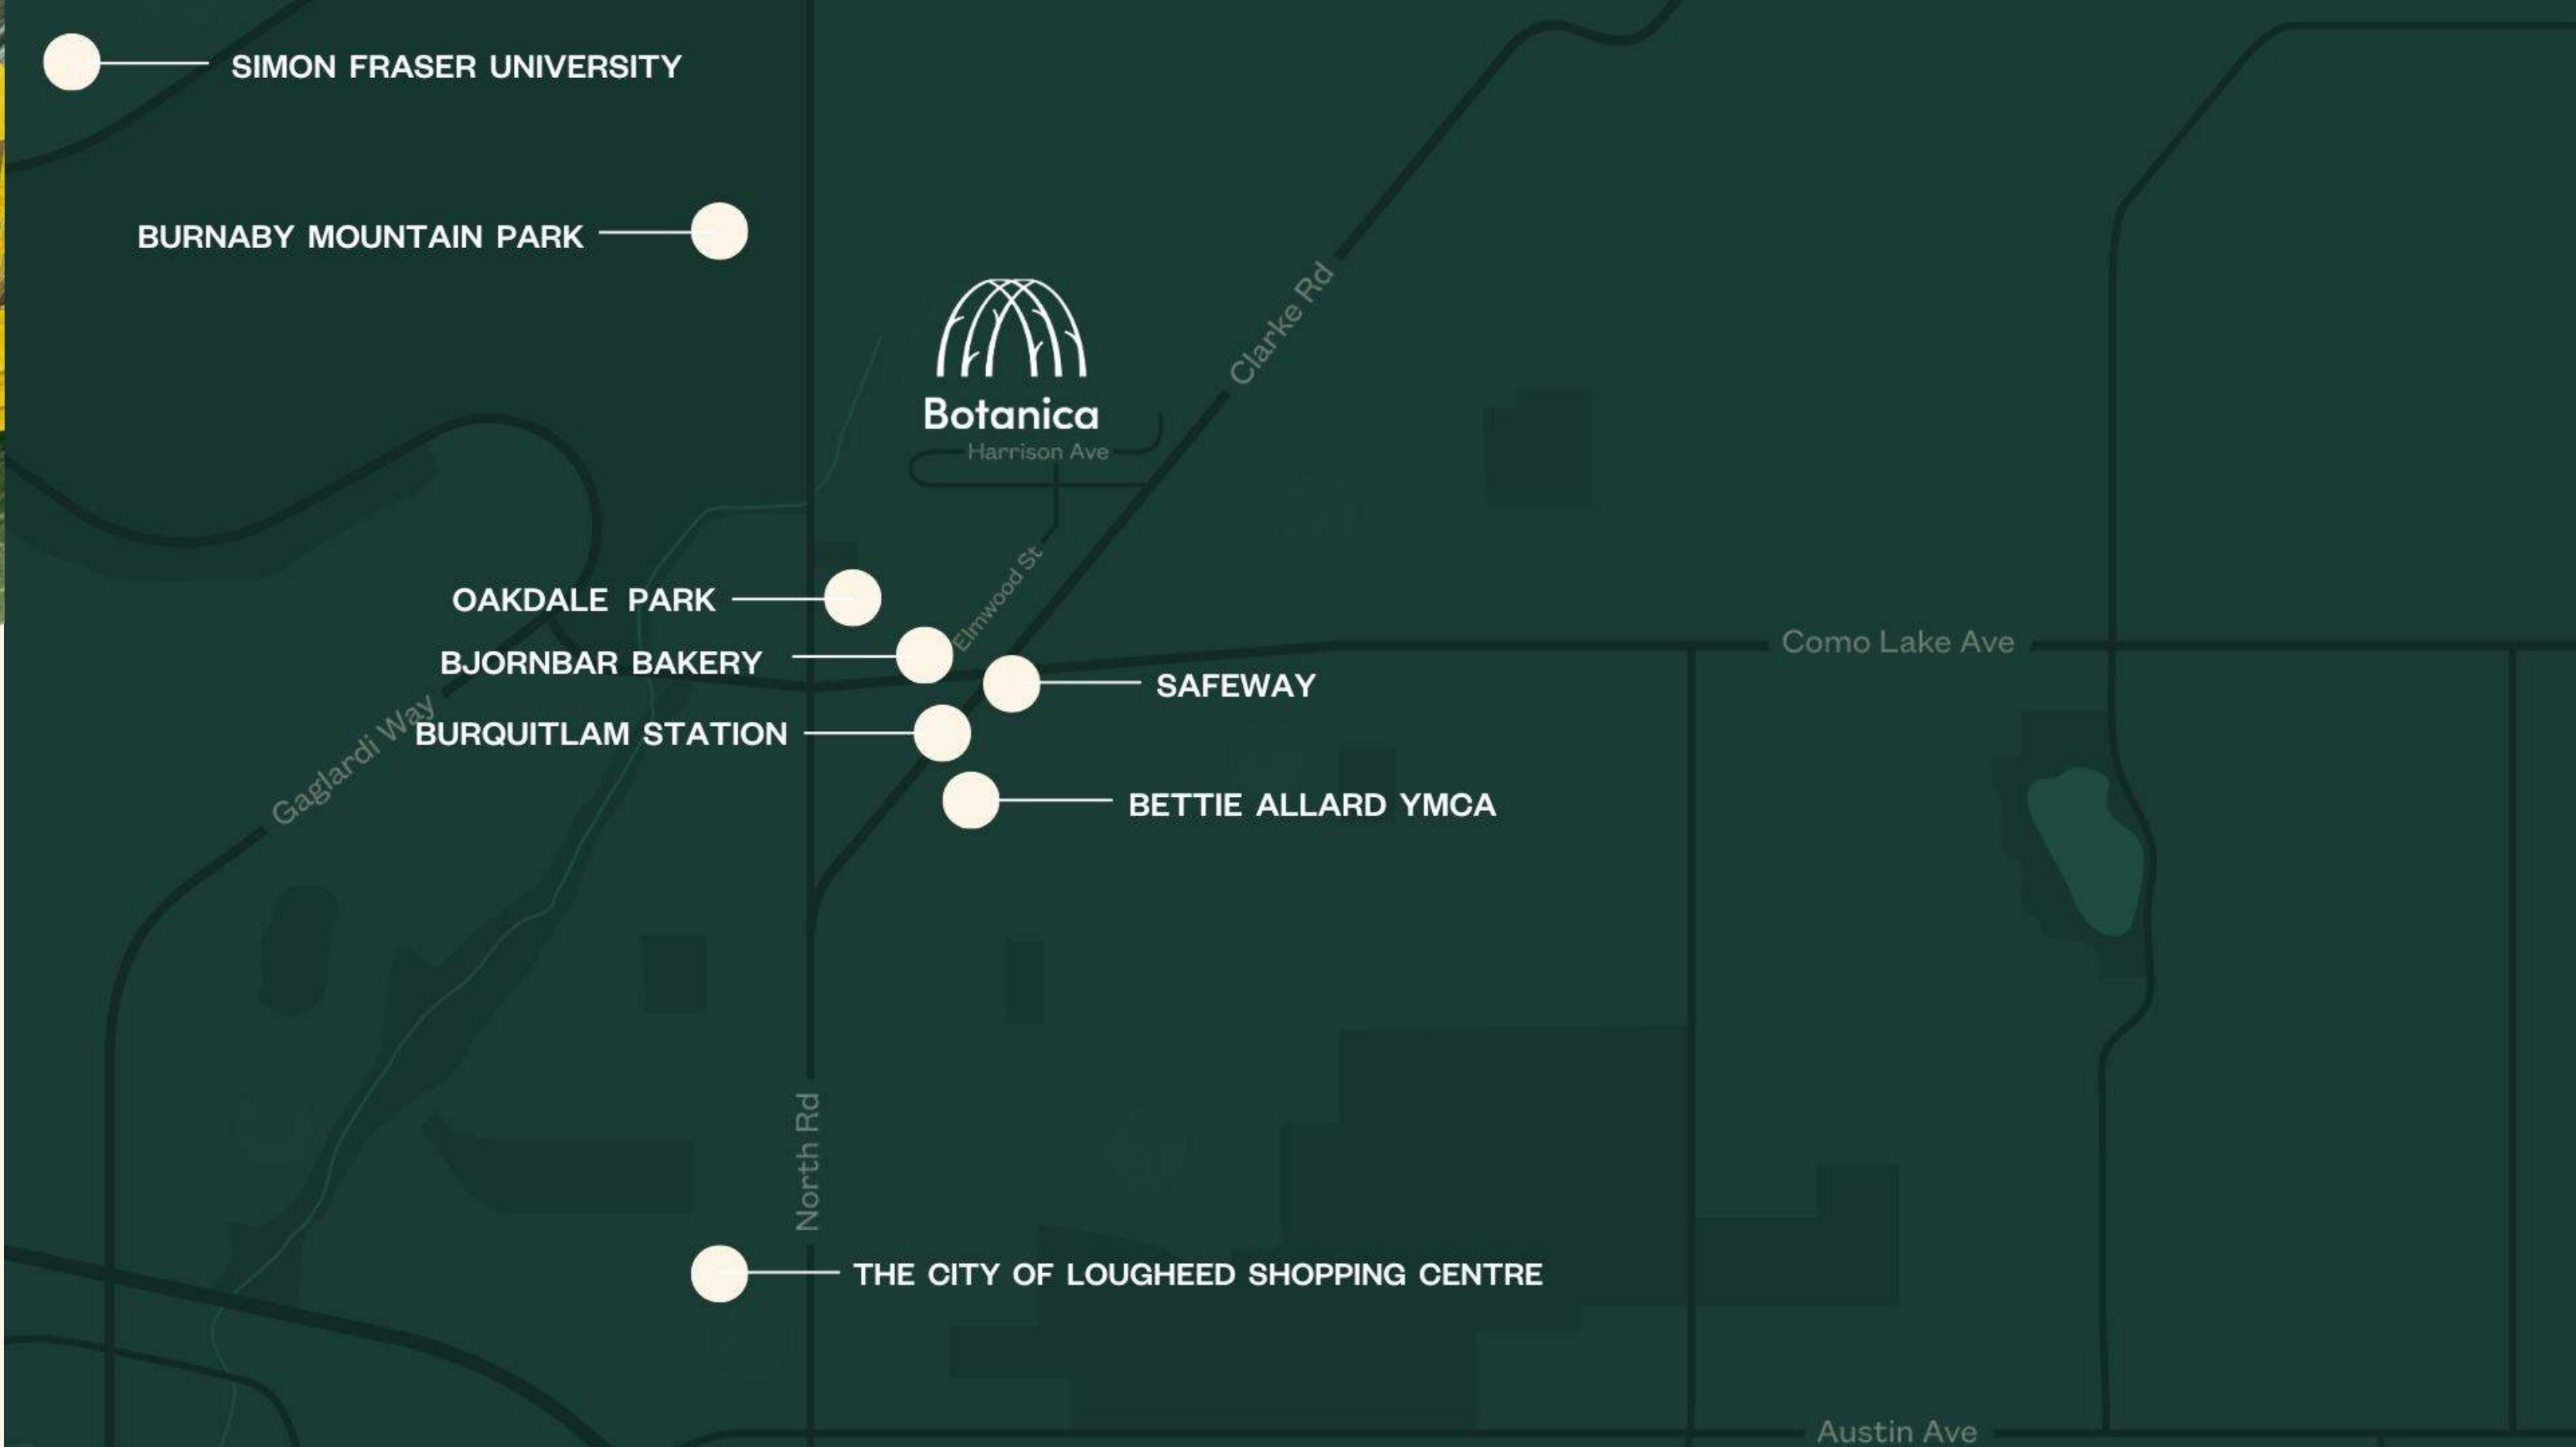 SIMON FRASER UNIVERSITY
BURNABY MOUNTAIN PARK
Clarke Rd
Botanica
Harrison Ave
Elmwood St
OAKDALE PARK
Como Lake Ave
BJORNBAR BAKERY
SAFEWAY
Gaglardi Way
BURQUITLAM STATION
BETTIE ALLARD YMCA
North Rd
THE CITY OF LOUGHEED SHOPPING CENTRE
Austin Ave